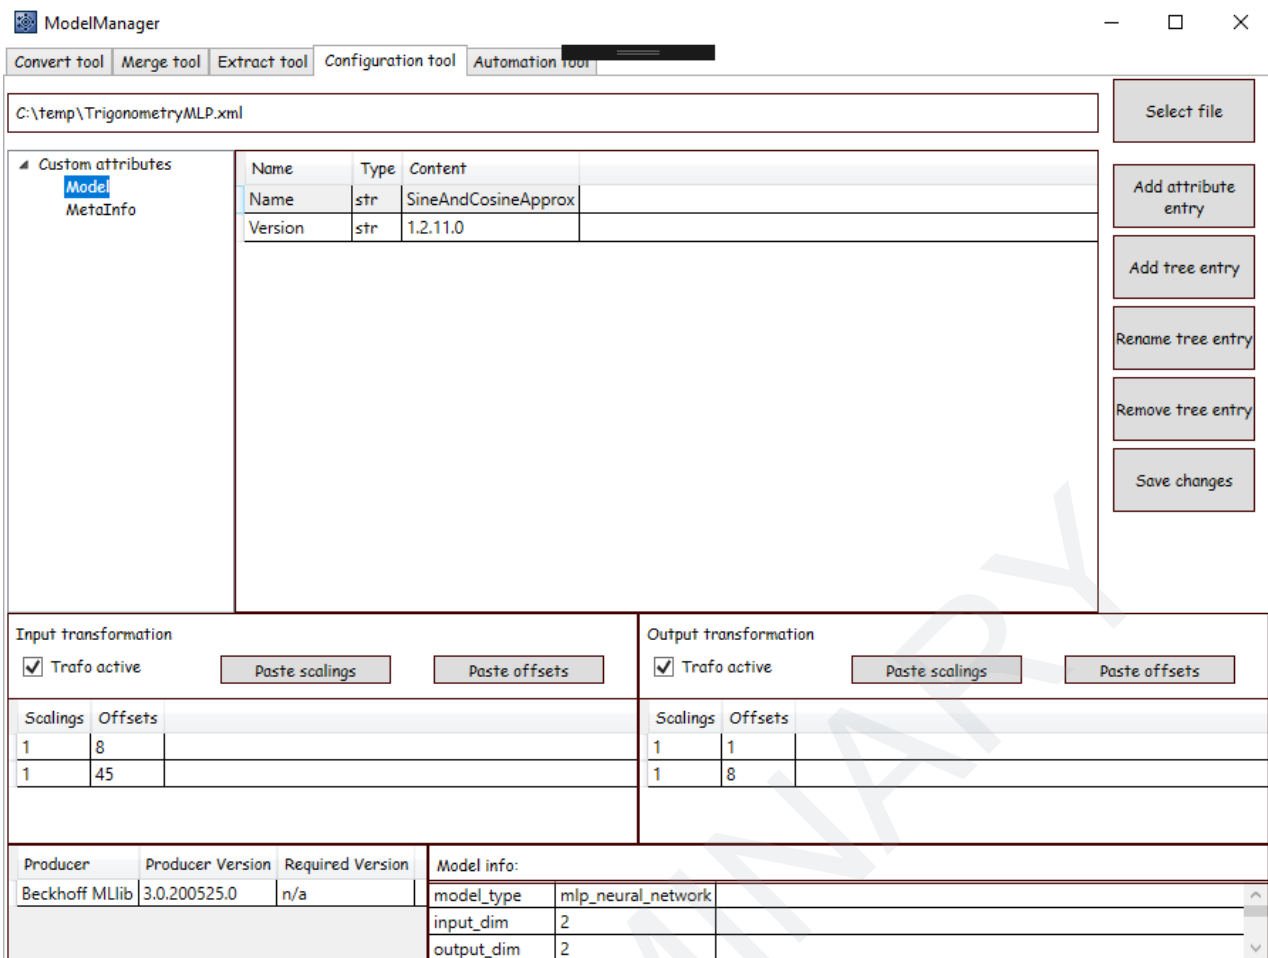 ModelManager
Convert tool Merge tool Extract tool Configuration tool Automation tool
C:\temp\TrigonometryMLP.xml
Select file
Custom attributes
Model
MetaInfo
Name Type Content
Name str SineAndCosineApprox
Version str 1.2.11.0
Add attribute
entry
Add tree entry
Rename tree entry
Remove tree entry
Save changes
Input transformation
Trafo active Paste scalings Paste offsets
Scalings Offsets
1 8
1 45
Output transformation
Trafo active Paste scalings Paste offsets
Scalings Offsets
1 1
1 8
Producer Producer Version Required Version
Beckhoff MLlib 3.0.200525.0 n/a
Model info:
model_type mlp_neural_network
input_dim 2
output_dim 2
MINARY